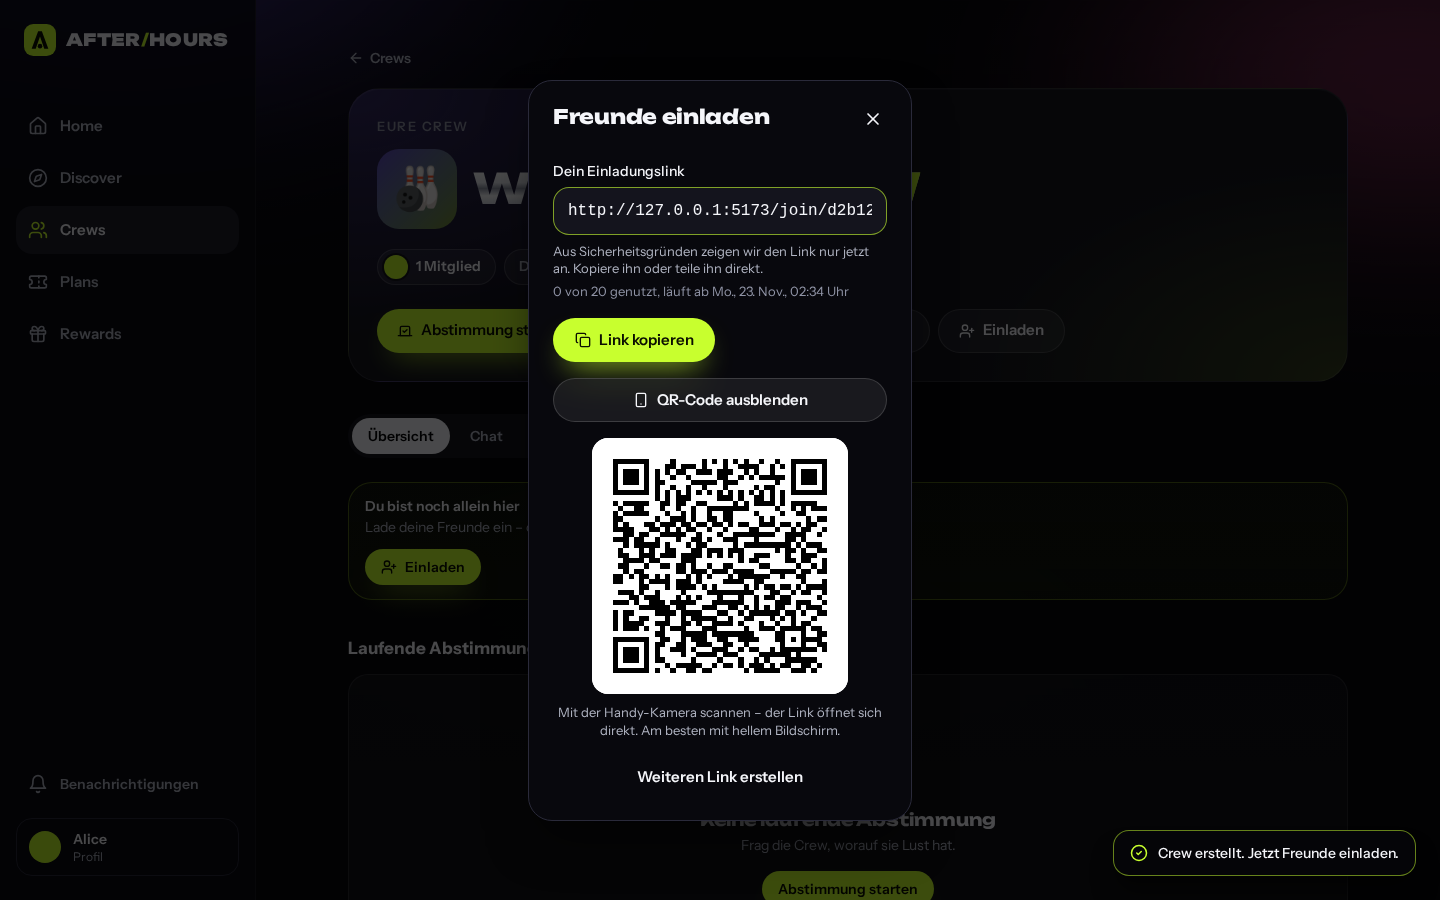 AFTER/HOURS
Home
Discover
Crews
Plans
Rewards
Benachrichtigungen
Alice
Profil
Crews
EURE CREW
1 Mitglied
Einladen
Übersicht
Chat
Du bist noch allein hier
Lade deine Freunde ein –
Einladen
Keine laufende Abstimmung
Frag die Crew, worauf sie Lust hat.
Abstimmung starten
Freunde einladen
Dein Einladungslink
http://127.0.0.1:5173/join/d2b12
Aus Sicherheitsgründen zeigen wir den Link nur jetzt
an. Kopiere ihn oder teile ihn direkt.
0 von 20 genutzt, läuft ab Mo., 23. Nov., 02:34 Uhr
Link kopieren
QR-Code ausblenden
Mit der Handy-Kamera scannen – der Link öffnet sich
direkt. Am besten mit hellem Bildschirm.
Weiteren Link erstellen
Crew erstellt. Jetzt Freunde einladen.